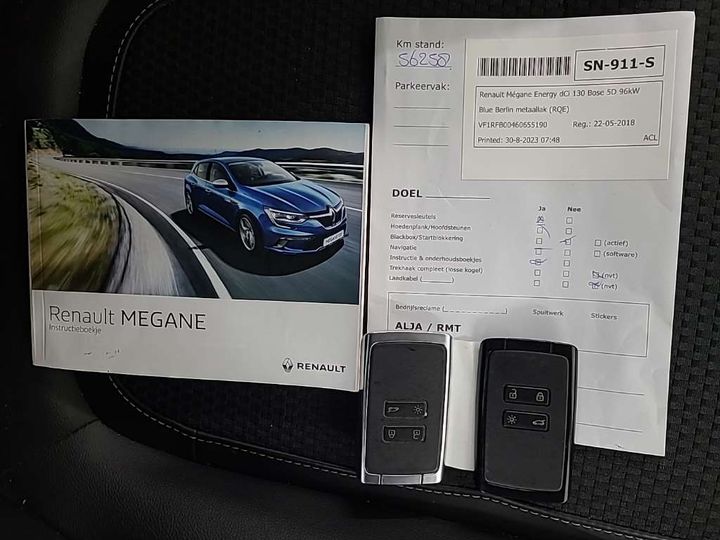 Km stand:
56258
Parkeervak:
SN-911-S
Renault Mégane Energy dCi 130 Bose 5D 96kW
Blue Berlin metaallak (RQE)
VF1RFB00460655190 Reg.: 22-05-2018
Printed: 30-8-2023 07:48 ACL
DOEL
Ja Nee
Reservesleutels
Hoedenplank/Hoofdsteunen
Blackbox/Startblokkering (actief)
Navigatie (software)
Instructie & onderhoudsboekjes
Trekhaak compleet (losse kogel) (nvt)
Laadkabel (______) (nvt)
Bedrijfsreclame (____________) Spuitwerk Stickers
ALJA / RMT
MEGANE
Renault MEGANE
Instructieboekje
RENAULT